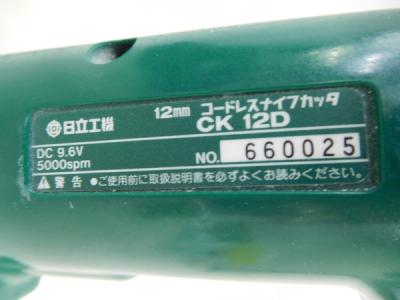 12mm コードレスナイフカッタ
日立工機 CK 12D
DC 9.6V
5000spm
NO. 660025
⚠警告 ●ご使用前に取扱説明書を必ずよくお読みください。